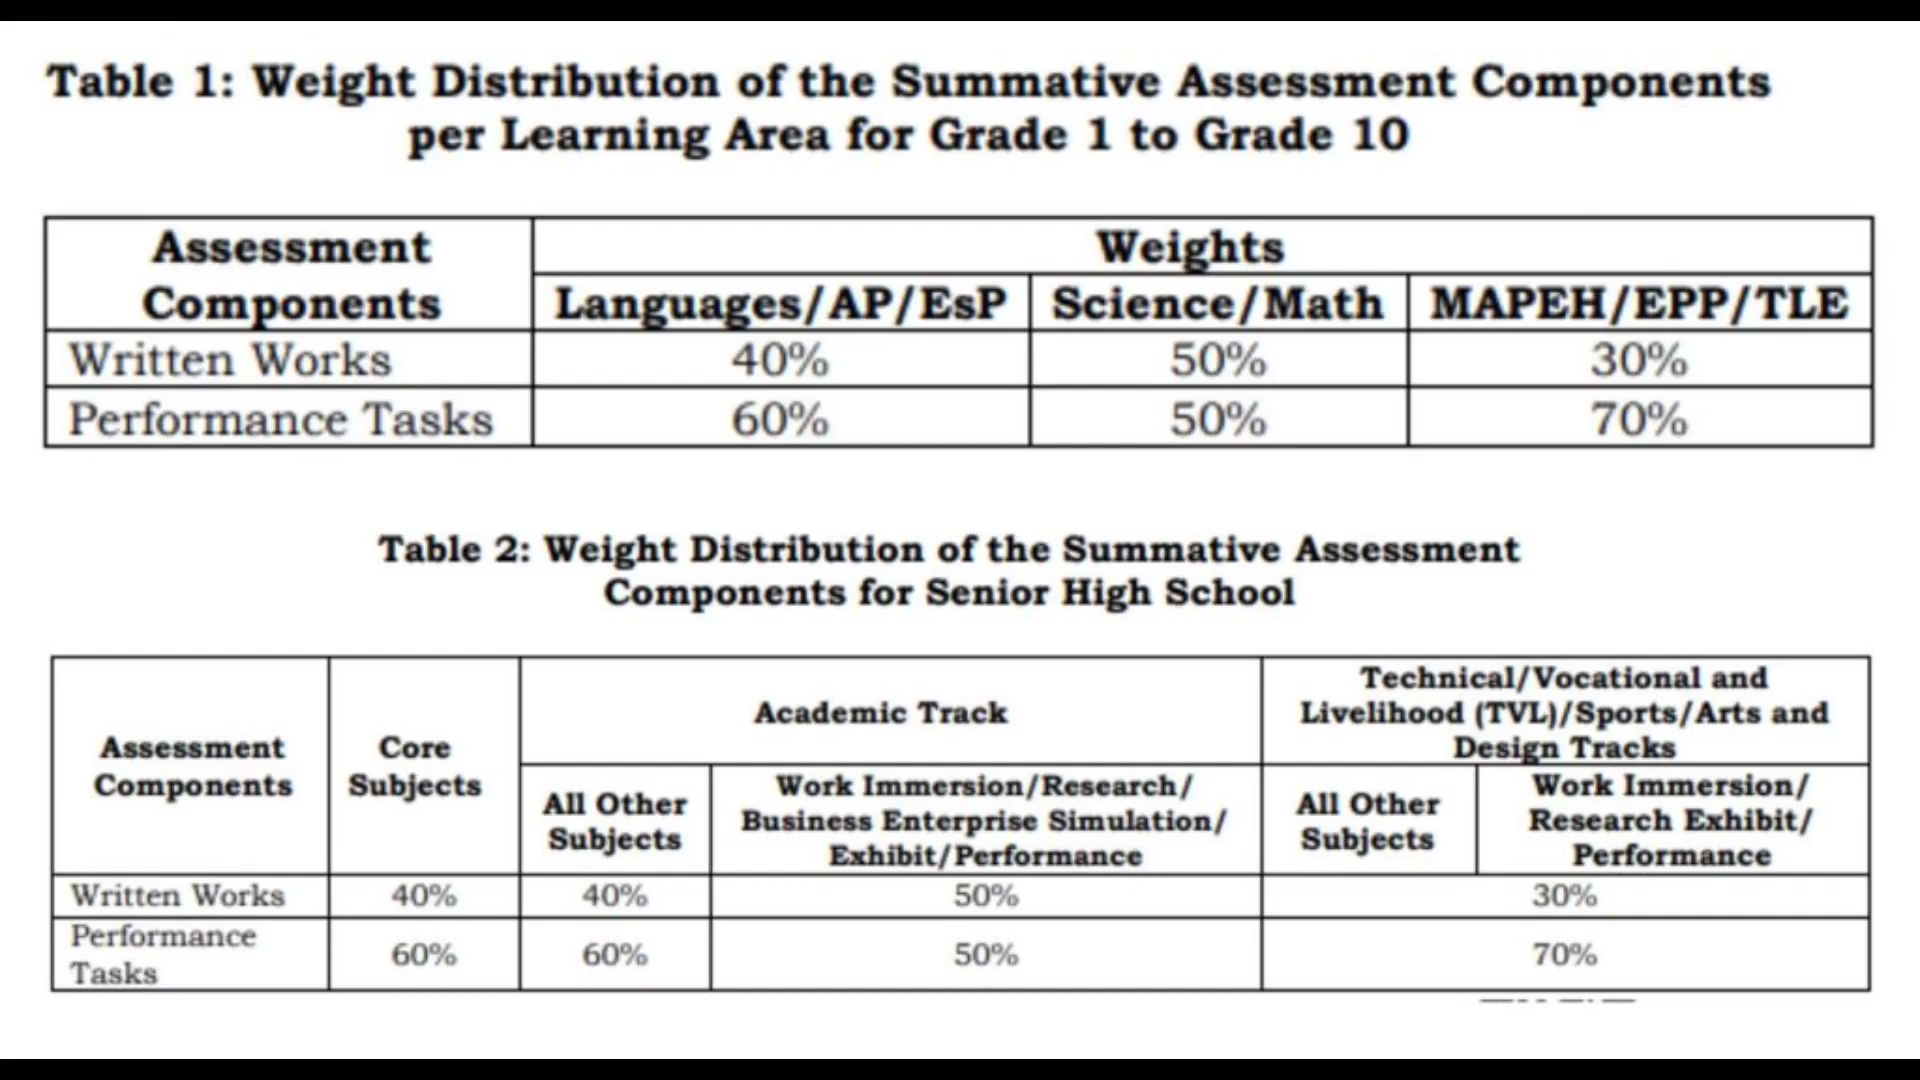 Table 1: Weight Distribution of the Summative Assessment Components
per Learning Area for Grade 1 to Grade 10
Assessment Components
Weights
Languages/AP/EsP Science/Math MAPEH/EPP/TLE
Written Works 40% 50% 30%
Performance Tasks 60% 50% 70%
Table 2: Weight Distribution of the Summative Assessment
Components for Senior High School
Assessment Components
Core Subjects
Academic Track
Technical/Vocational and
Livelihood (TVL)/Sports/Arts and
Design Tracks
All Other
Subjects
Work Immersion/Research/
Business Enterprise Simulation/
Exhibit/Performance
All Other
Subjects
Work Immersion/
Research Exhibit/
Performance
Written Works 40% 40% 50% 30%
Performance
Tasks 60% 60% 50% 70%